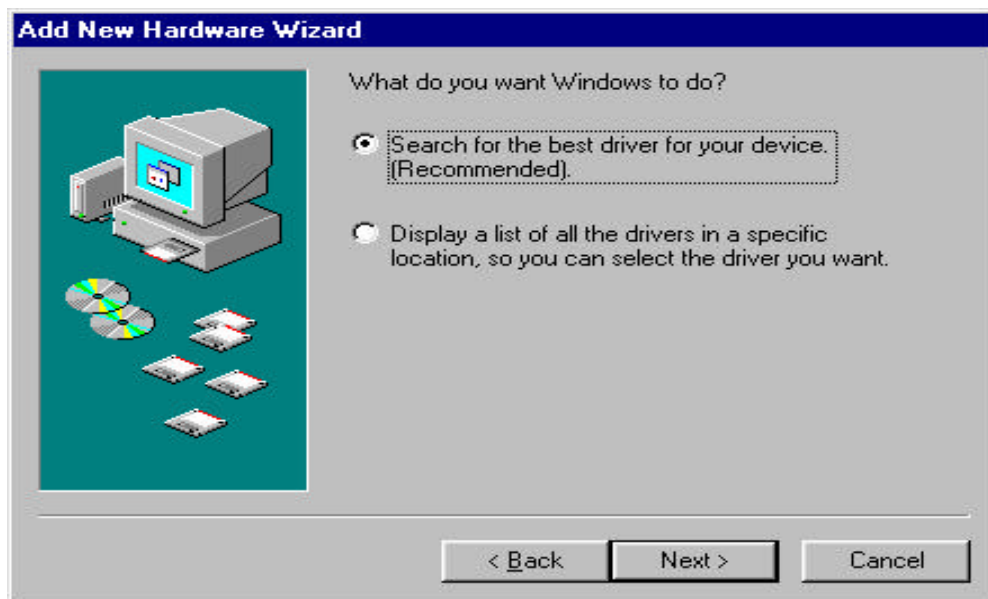 Add New Hardware Wizard
What do you want Windows to do?
Search for the best driver for your device.
(Recommended).
Display a list of all the drivers in a specific
location, so you can select the driver you want.
< Back
Next >
Cancel